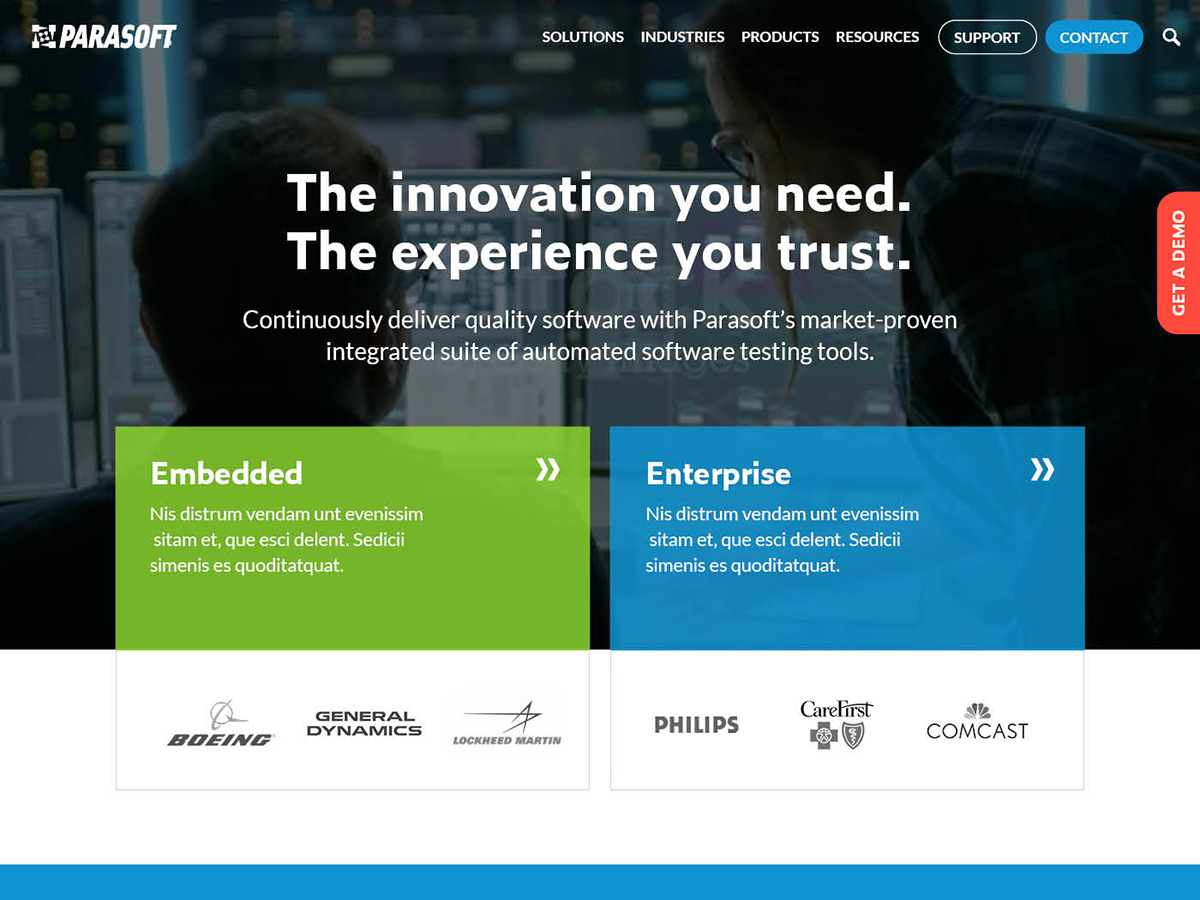 PARASOFT
SOLUTIONS INDUSTRIES PRODUCTS RESOURCES SUPPORT CONTACT
The innovation you need.
The experience you trust.
GET A DEMO
Continuously deliver quality software with Parasoft's market-proven
integrated suite of automated software testing tools.
Embedded
Nis distrum vendam unt evenissim
sitam et, que esci delent. Sedicii
simenis es quoditatquat.
Enterprise
Nis distrum vendam unt evenissim
sitam et, que esci delent. Sedicii
simenis es quoditatquat.
BOEING
GENERAL
DYNAMICS
LOCKHEED MARTIN
PHILIPS
CareFirst
COMCAST